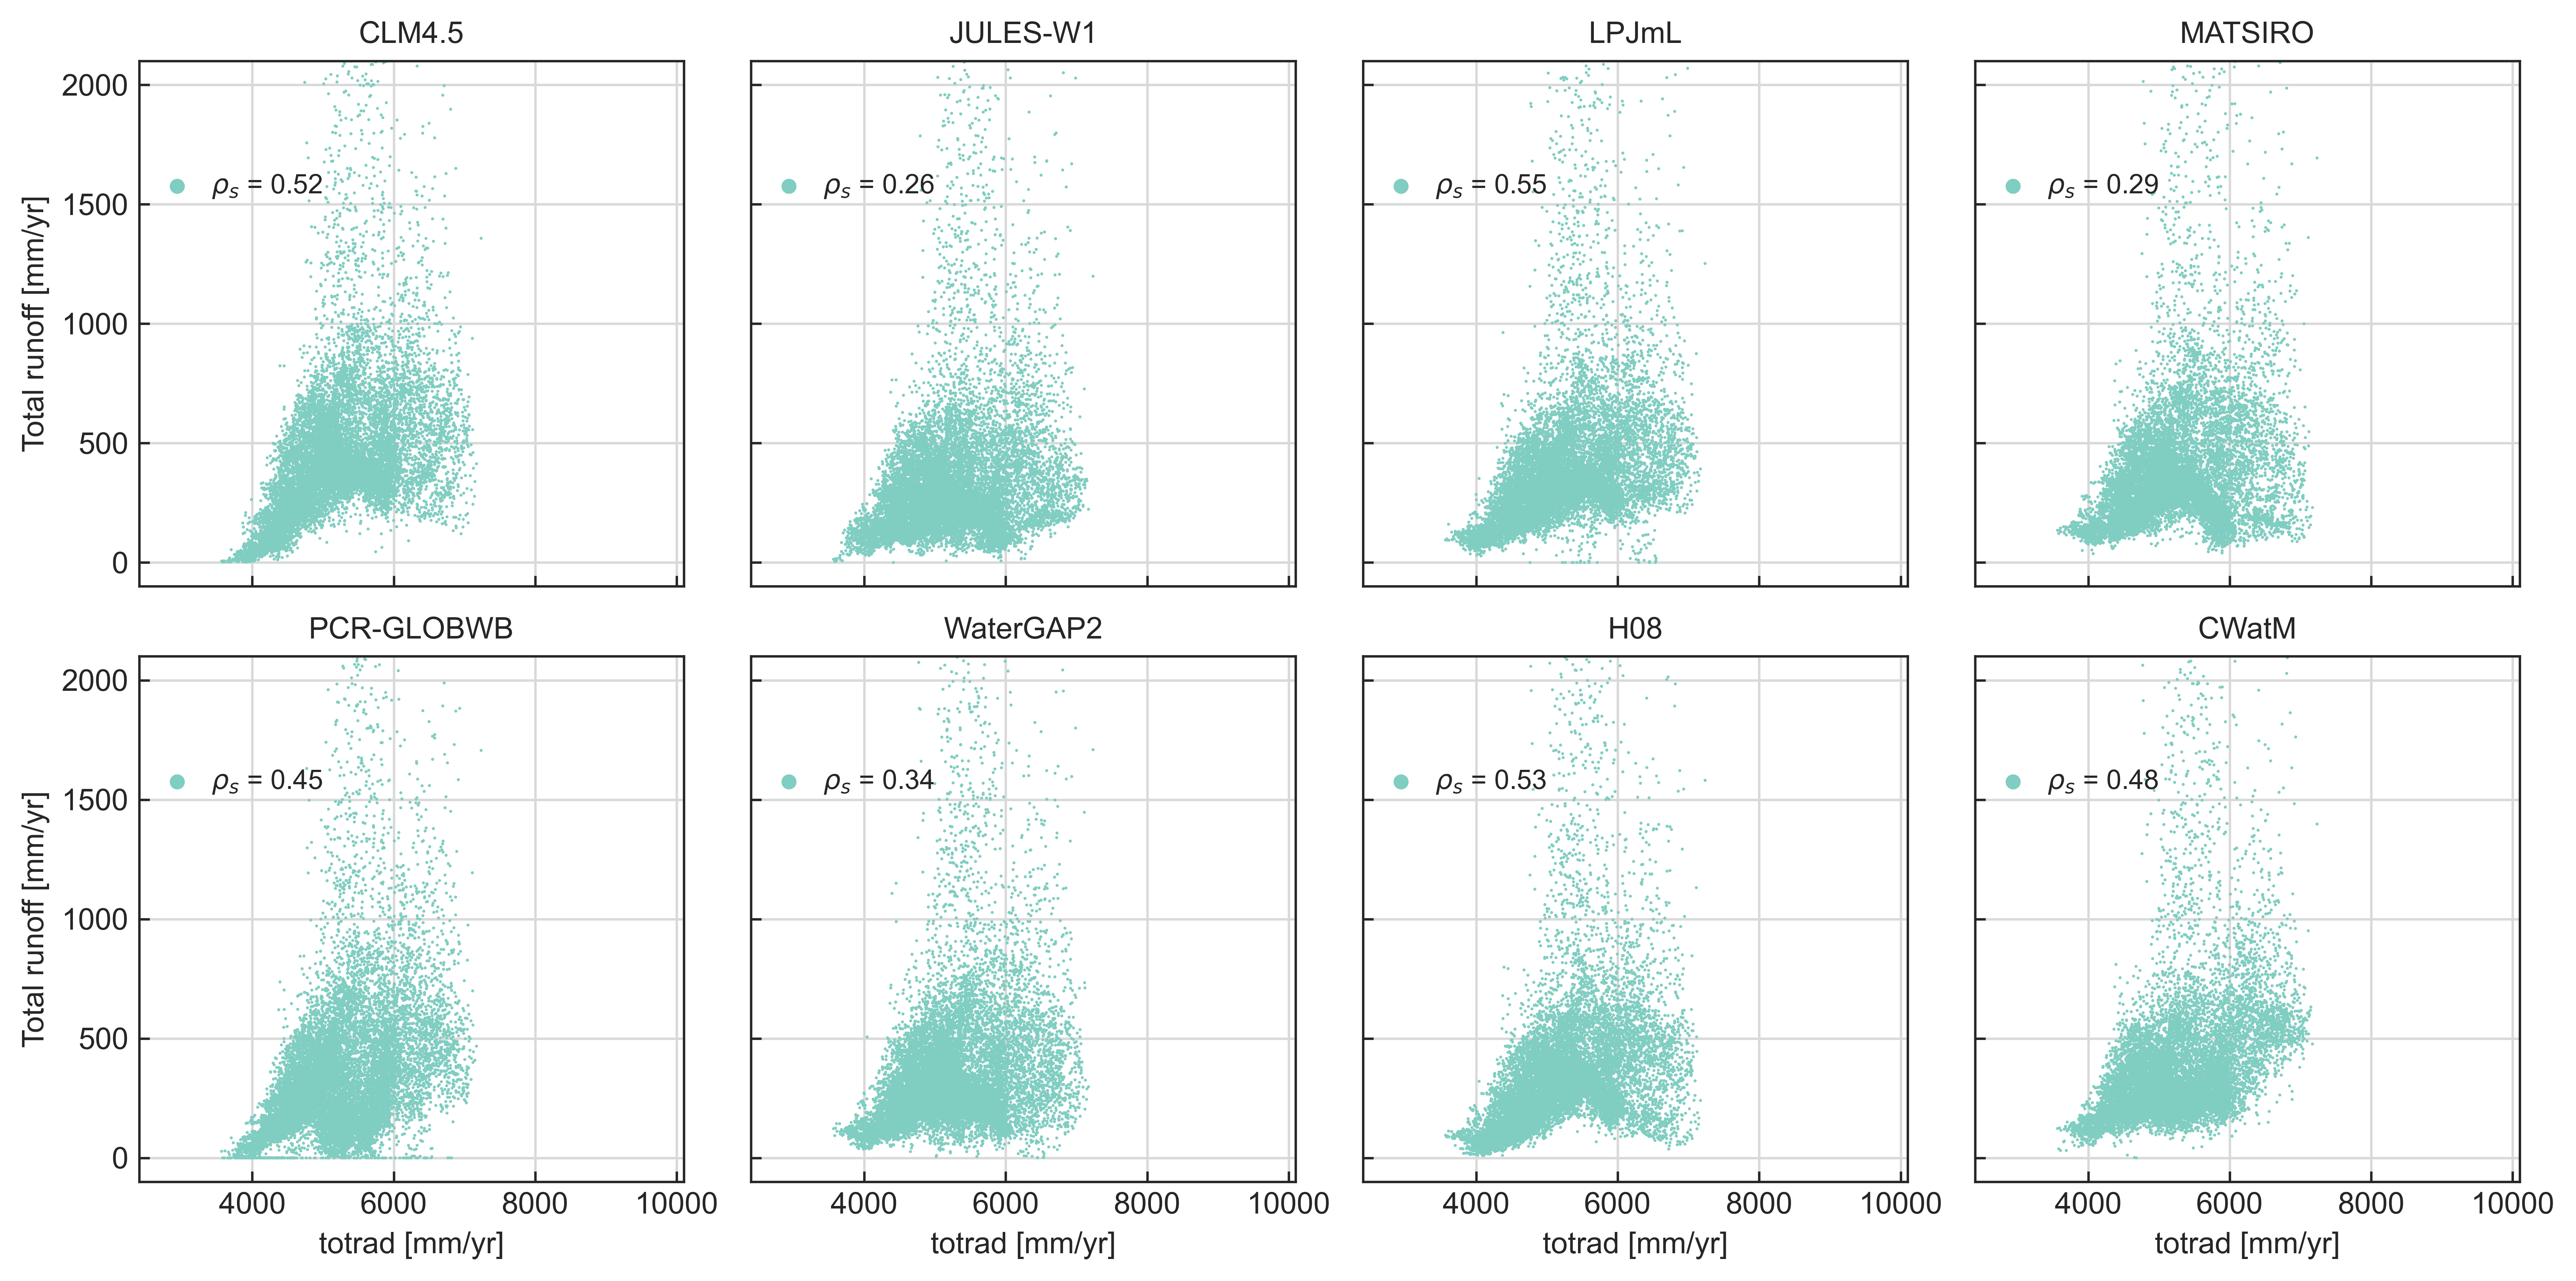 CLM4.5
JULES-W1
LPJmL
MATSIRO
Total runoff [mm/yr]
2000
1500
1000
500
0
ρs = 0.52
ρs = 0.26
ρs = 0.55
ρs = 0.29
PCR-GLOBWB
WaterGAP2
H08
CWatM
Total runoff [mm/yr]
2000
1500
1000
500
0
ρs = 0.45
ρs = 0.34
ρs = 0.53
ρs = 0.48
4000 6000 8000 10000
4000 6000 8000 10000
4000 6000 8000 10000
4000 6000 8000 10000
totrad [mm/yr]
totrad [mm/yr]
totrad [mm/yr]
totrad [mm/yr]